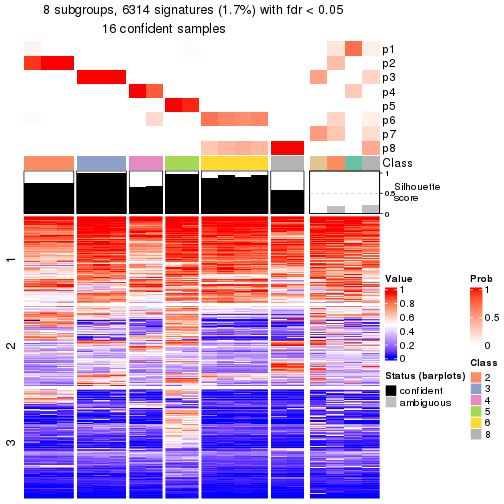 8 subgroups, 6314 signatures (1.7%) with fdr < 0.05
16 confident samples
p1
p2
p3
p4
p5
p6
p7
p8
Class
1
0.5
0
Silhouette
score
1
2
3
Value
1
0.8
0.6
0.4
0.2
0
Status (barplots)
confident
ambiguous
Prob
1
0.5
0
Class
2
3
4
5
6
8